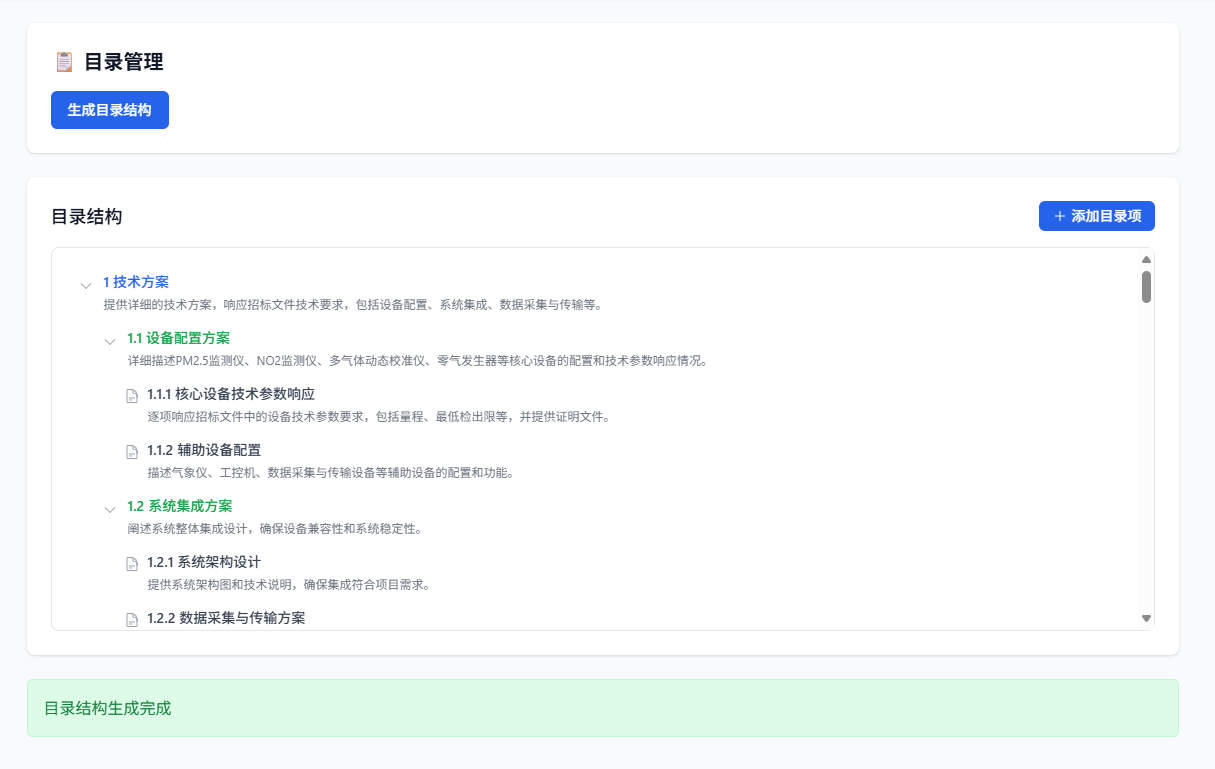 目录管理
生成目录结构
目录结构
添加目录项
1 技术方案
提供详细的技术方案，响应招标文件技术要求，包括设备配置、系统集成、数据采集与传输等。
1.1 设备配置方案
详细描述PM2.5监测仪、NO2监测仪、多气体动态校准仪、零气发生器等核心设备的配置和技术参数响应情况。
1.1.1 核心设备技术参数响应
逐项响应招标文件中的设备技术参数要求，包括量程、最低检出限等，并提供证明文件。
1.1.2 辅助设备配置
描述气象仪、工控机、数据采集与传输设备等辅助设备的配置和功能。
1.2 系统集成方案
阐述系统整体集成设计，确保设备兼容性和系统稳定性。
1.2.1 系统架构设计
提供系统架构图和技术说明，确保集成符合项目需求。
1.2.2 数据采集与传输方案
目录结构生成完成